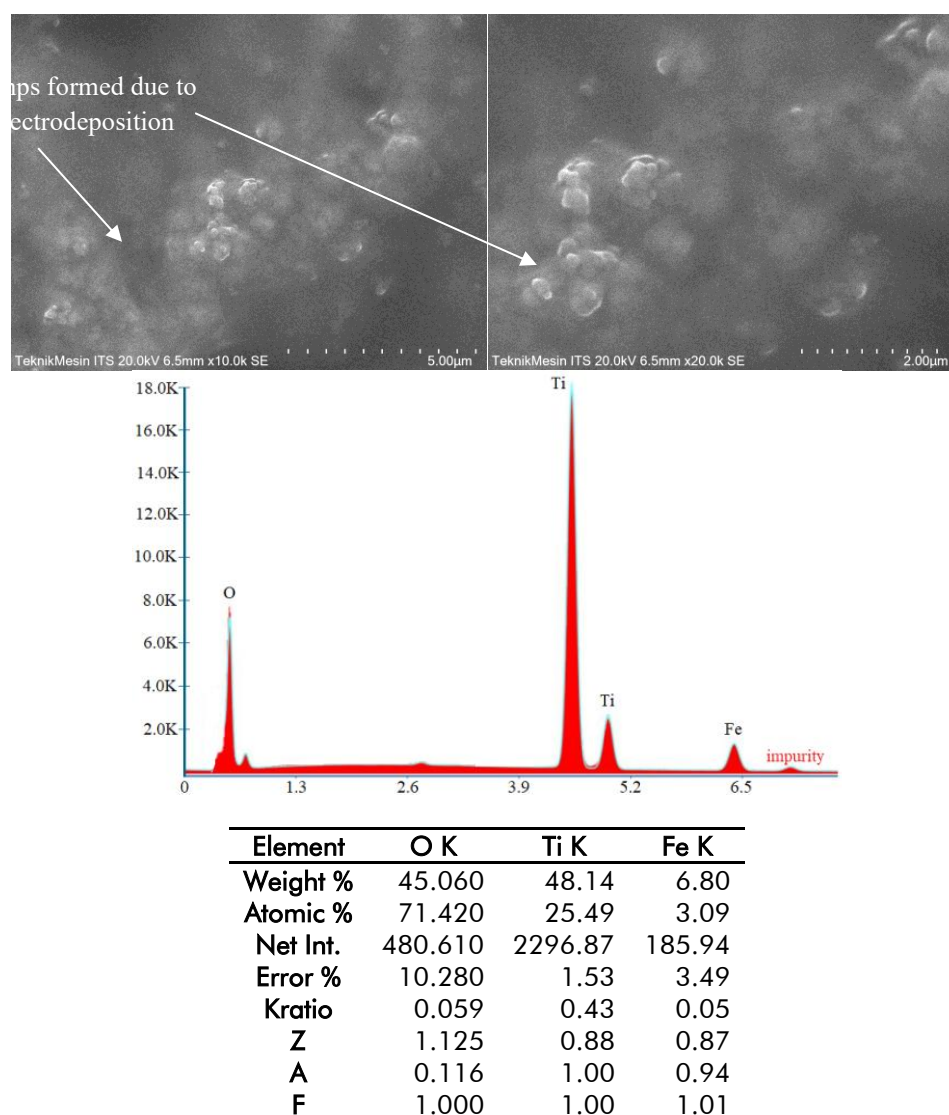 formed due to
TeknikMesin ITS 20.0kV 6.5mm x10.0k SE 5.00µm
TeknikMesin ITS 20.0kV 6.5mm x20.0k SE 2.00µm
18.0K
16.0K
14.0K
12.0K
10.0K
8.0K
6.0K
4.0K
2.0K
Ti
O
Ti
Fe
impurity
0 1.3 2.6 3.9 5.2 6.5
Element O K Ti K Fe K
Weight % 45.060 48.14 6.80
Atomic % 71.420 25.49 3.09
Net Int. 480.610 2296.87 185.94
Error % 10.280 1.53 3.49
Kratio 0.059 0.43 0.05
Z 1.125 0.88 0.87
A 0.116 1.00 0.94
F 1.000 1.00 1.01